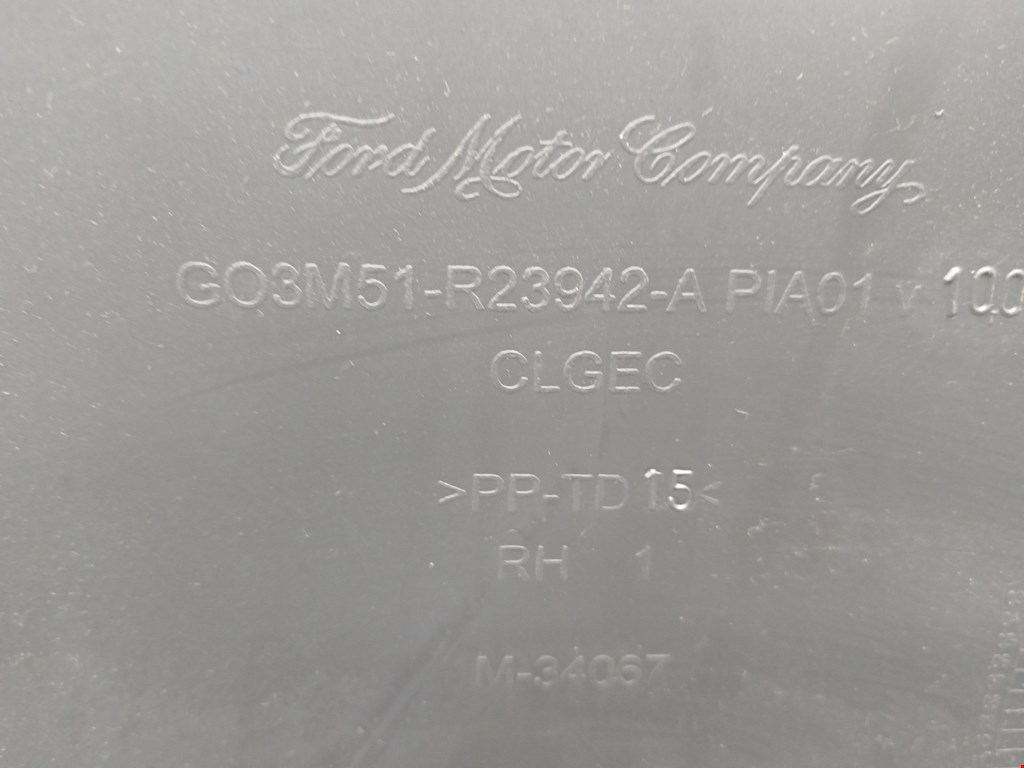 Ford Motor Company
GO3M51-R23942-A PIA01 v 100
CLGEC
>PP-TD 15<
RH 1
M-34067